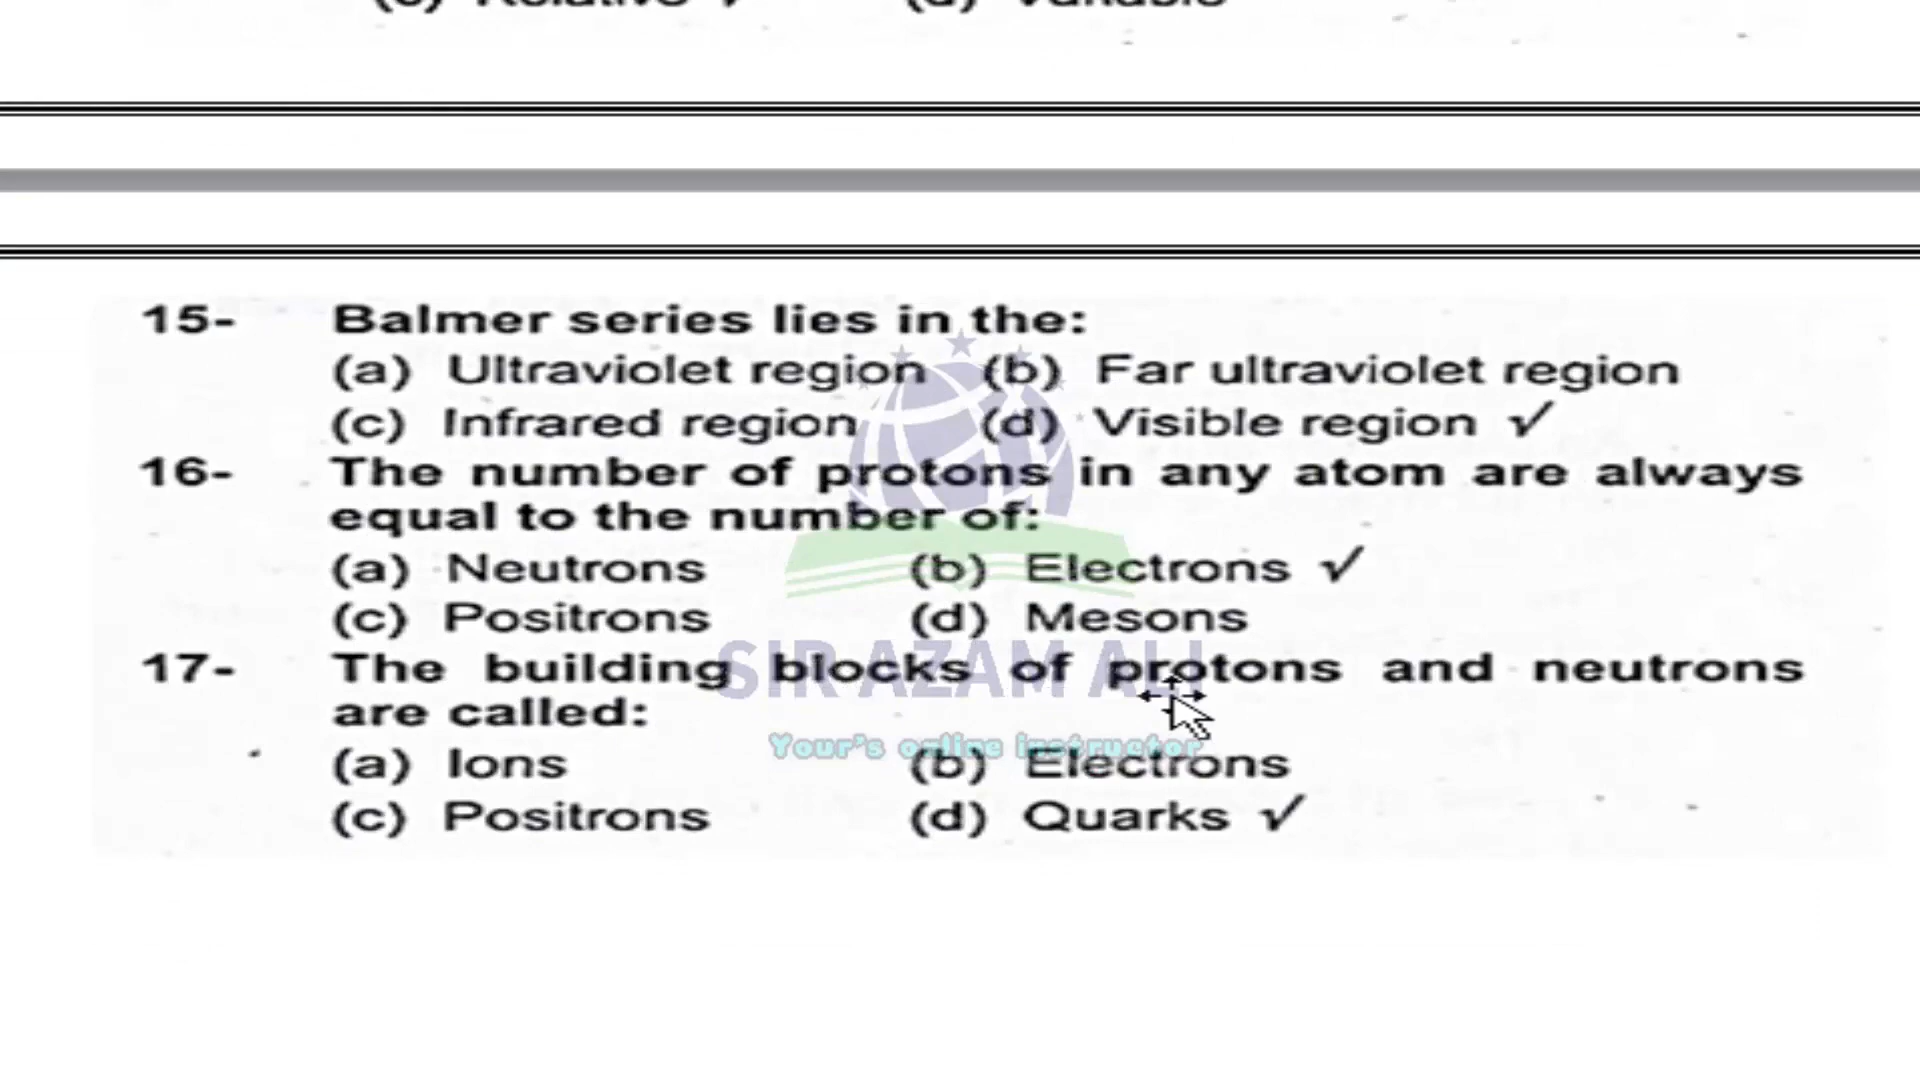 (c) Relative ✓ (d) Variable
15- Balmer series lies in the:
(a) Ultraviolet region (b) Far ultraviolet region
(c) Infrared region (d) Visible region ✓
16- The number of protons in any atom are always
equal to the number of:
(a) Neutrons (b) Electrons ✓
(c) Positrons (d) Mesons
17- The building blocks of protons and neutrons
are called:
(a) Ions (b) Electrons
(c) Positrons (d) Quarks ✓
SIR AZAM ALI
Your's online instructor